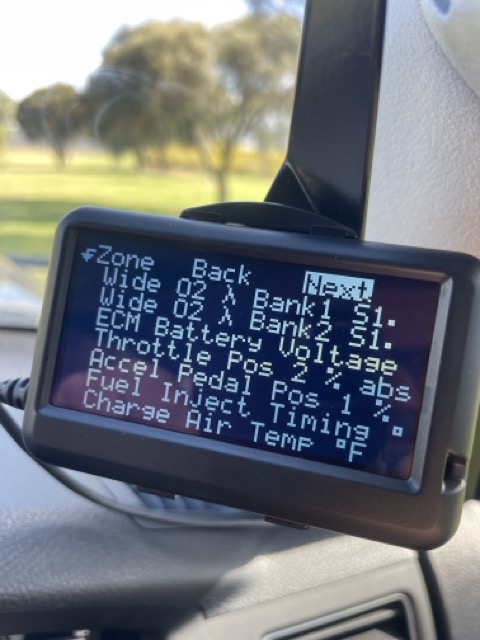 Zone Back Next
Wide O2 λ Bank1 S1.
Wide O2 λ Bank2 S1.
ECM Battery Voltage
Throttle Pos 2 % abs
Accel Pedal Pos 1 %.
Fuel Inject Timing °
Charge Air Temp °F